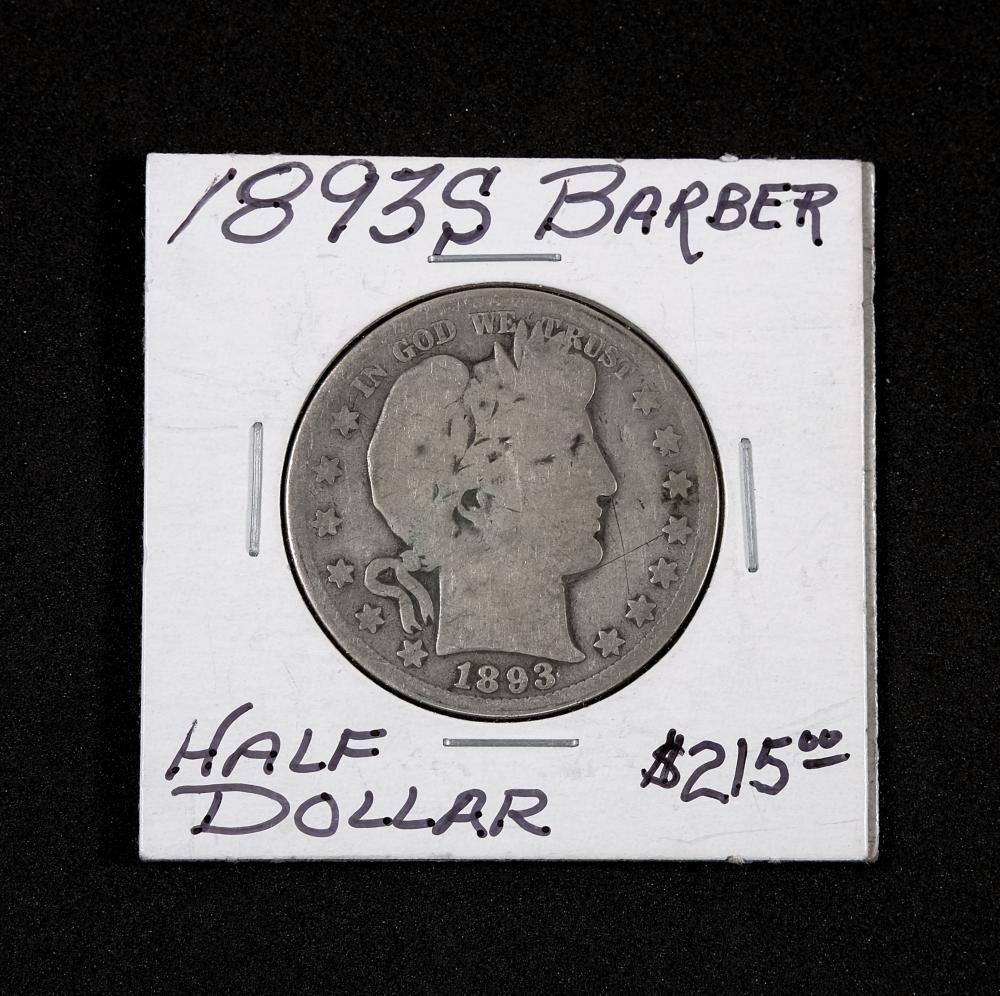 1893S BARBER
IN GOD WE TRUST
1893
HALF
DOLLAR
$215.00